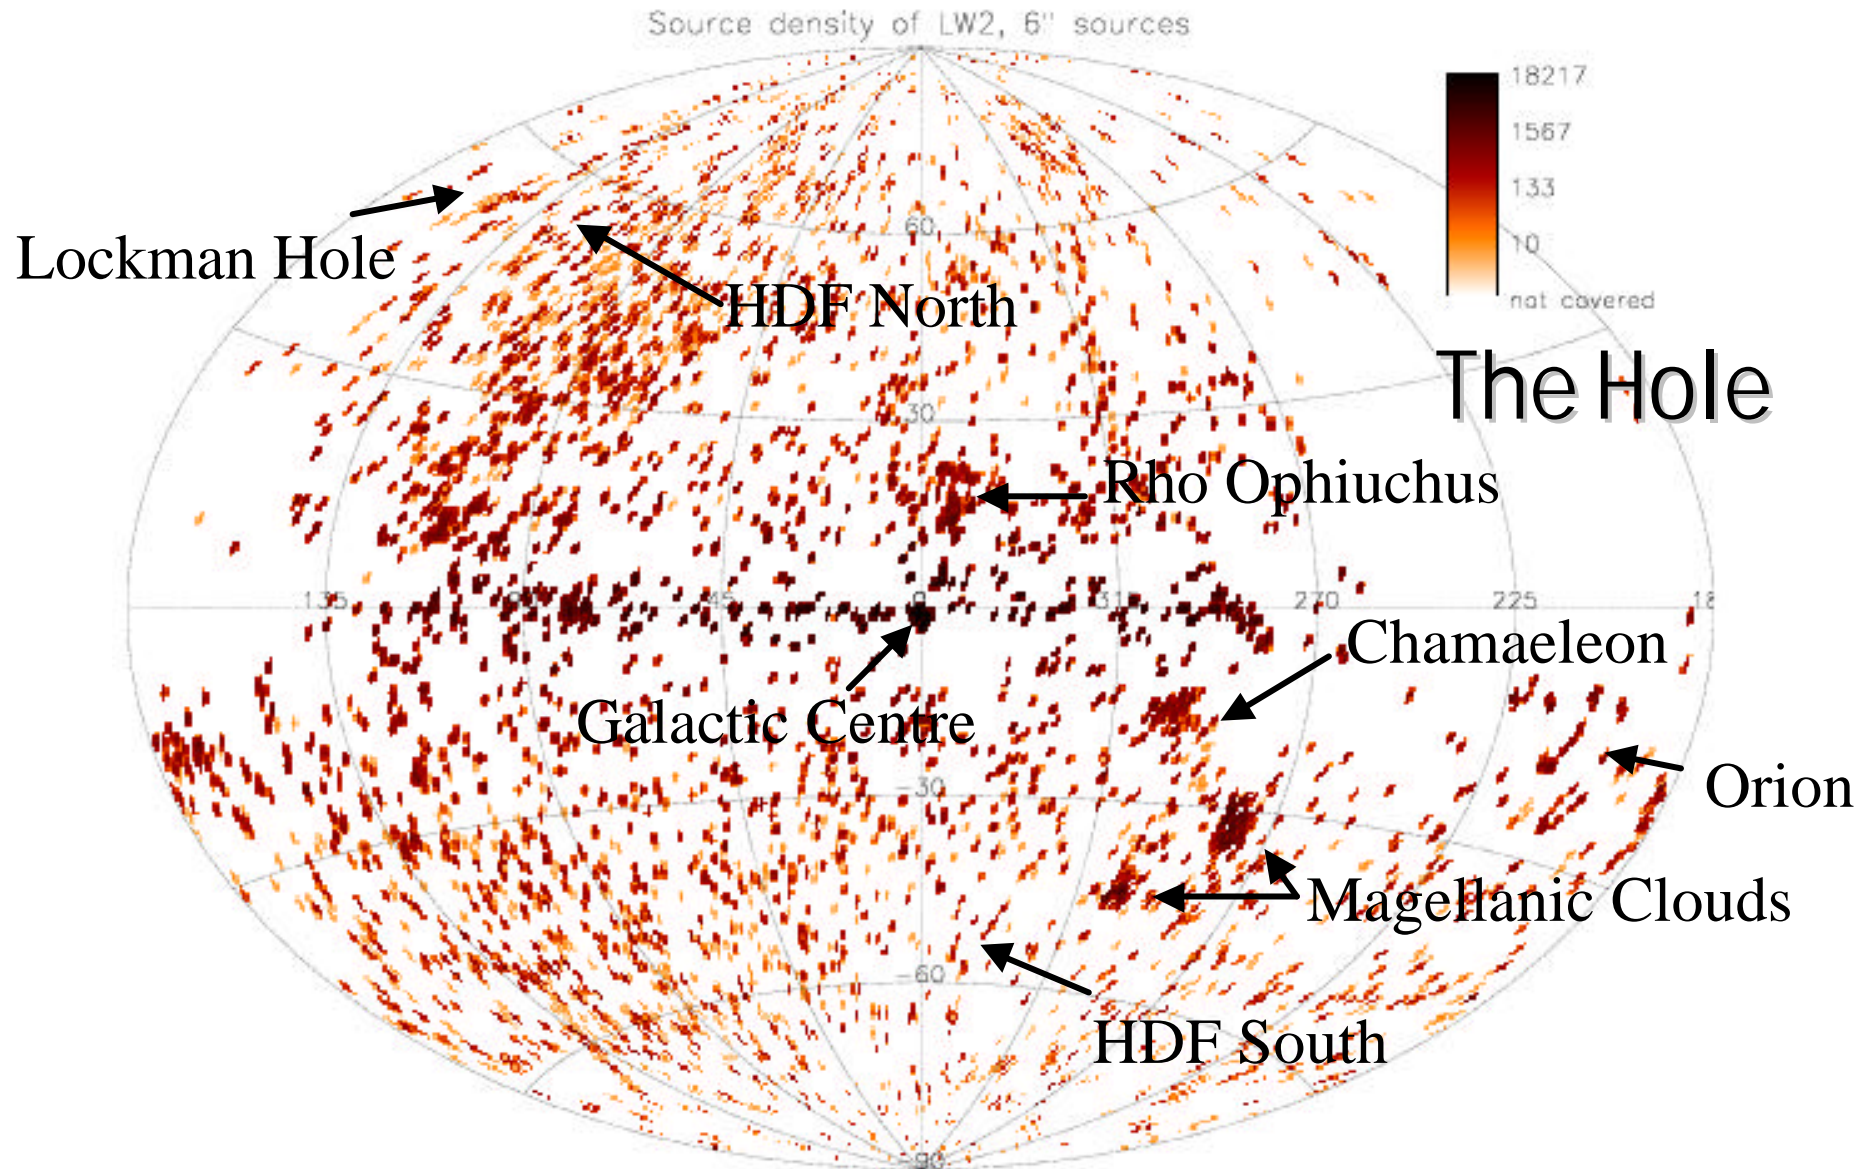 Source density of LW2, 6" sources
18217
1567
133
10
not covered
Lockman Hole
HDF North
60
The Hole
30
Rho Ophiuchus
135
45
0
270
225
18
Chamaeleon
Galactic Centre
Orion
-30
Magellanic Clouds
-60
HDF South
-90